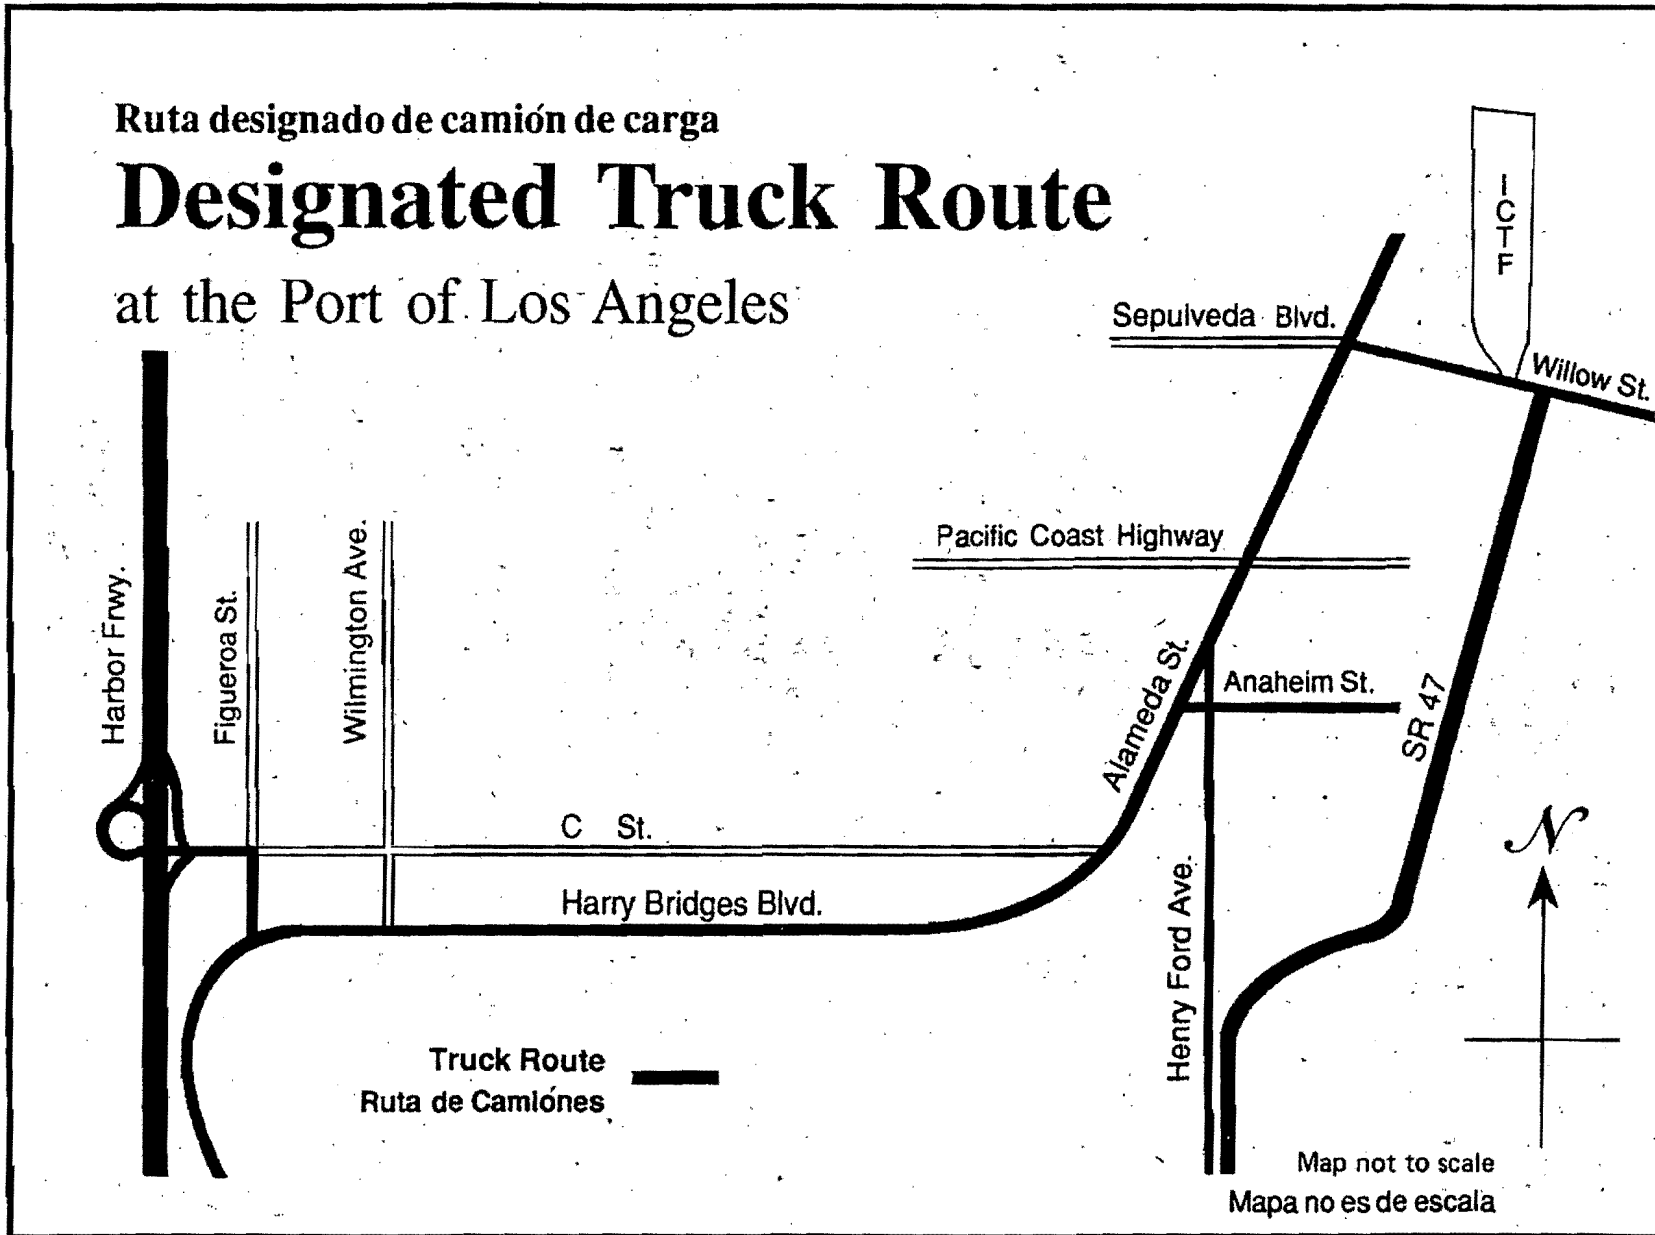 Ruta designado de camión de carga
Designated Truck Route
at the Port of Los Angeles
ICTF
Sepulveda Blvd.
Willow St.
Pacific Coast Highway
Harbor Frwy.
Figueroa St.
Wilmington Ave.
Alameda St.
Anaheim St.
SR 47
C St.
N
Harry Bridges Blvd.
Henry Ford Ave.
Truck Route
Ruta de Camiónes
Map not to scale
Mapa no es de escala